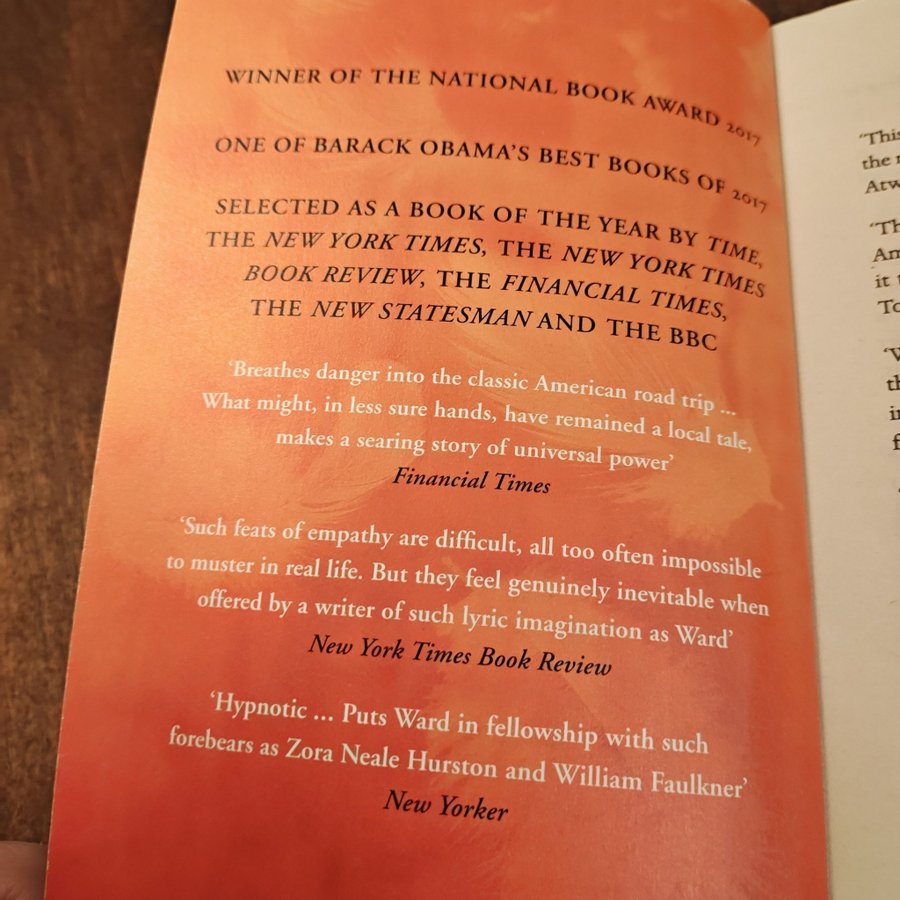 WINNER OF THE NATIONAL BOOK AWARD 2017
ONE OF BARACK OBAMA'S BEST BOOKS OF 2017
SELECTED AS A BOOK OF THE YEAR BY TIME,
THE NEW YORK TIMES, THE NEW YORK TIMES
BOOK REVIEW, THE FINANCIAL TIMES,
THE NEW STATESMAN AND THE BBC
‘Breathes danger into the classic American road trip ...
What might, in less sure hands, have remained a local tale,
makes a searing story of universal power’
Financial Times
‘Such feats of empathy are difficult, all too often impossible
to muster in real life. But they feel genuinely inevitable when
offered by a writer of such lyric imagination as Ward’
New York Times Book Review
‘Hypnotic ... Puts Ward in fellowship with such
forebears as Zora Neale Hurston and William Faulkner’
New Yorker
‘This
the
it